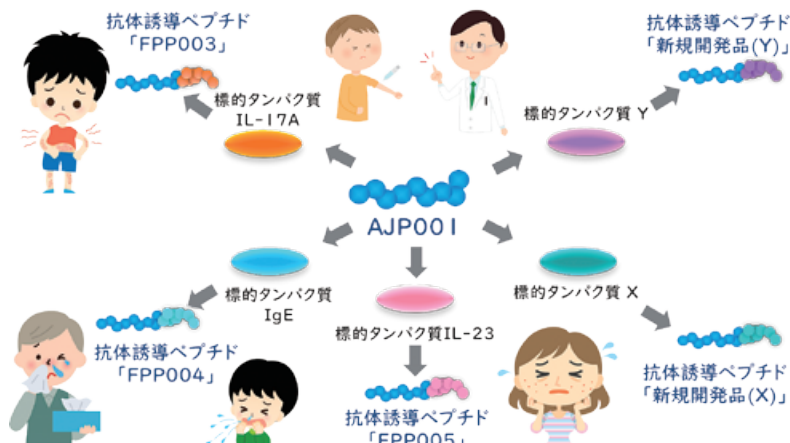 抗体誘導ペプチド
「FPP003」
標的タンパク質
IL-17A
抗体誘導ペプチド
「新規開発品(Y)」
標的タンパク質 Y
AJP001
標的タンパク質
IgE
標的タンパク質 X
標的タンパク質IL-23
抗体誘導ペプチド
「FPP004」
抗体誘導ペプチド
「新規開発品(X)」
抗体誘導ペプチド
「FPP005」